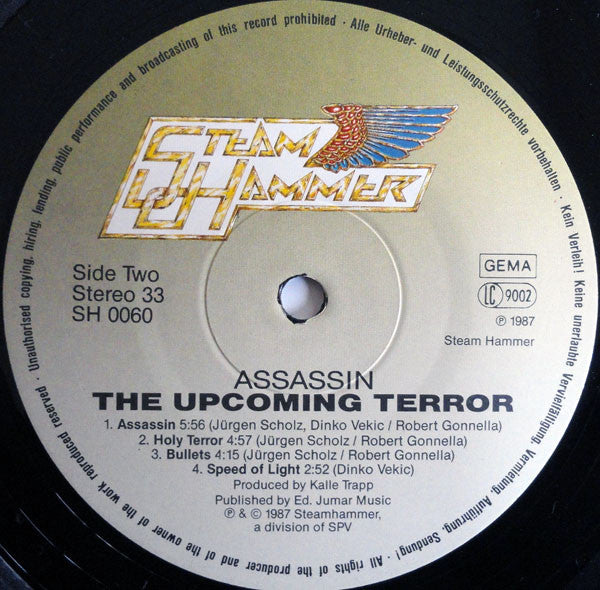 STEAM
HAMMER
Side Two
Stereo 33
SH 0060
GEMA
LC 9002
℗ 1987
Steam Hammer
ASSASSIN
THE UPCOMING TERROR
1. Assassin 5:56 (Jürgen Scholz, Dinko Vekic / Robert Gonnella)
2. Holy Terror 4:57 (Jürgen Scholz / Robert Gonnella)
3. Bullets 4:15 (Jürgen Scholz / Robert Gonnella)
4. Speed of Light 2:52 (Dinko Vekic)
Produced by Kalle Trapp
Published by Ed. Jumar Music
℗ & © 1987 Steamhammer,
a division of SPV
· All rights of the producer and of the owner of the work reproduced reserved · Unauthorised copying, hiring, lending, public performance and broadcasting of this record prohibited · Alle Urheber- und Leistungsschutzrechte vorbehalten · Kein Verleih! Keine unerlaubte Vervielfältigung, Vermietung, Aufführung, Sendung!